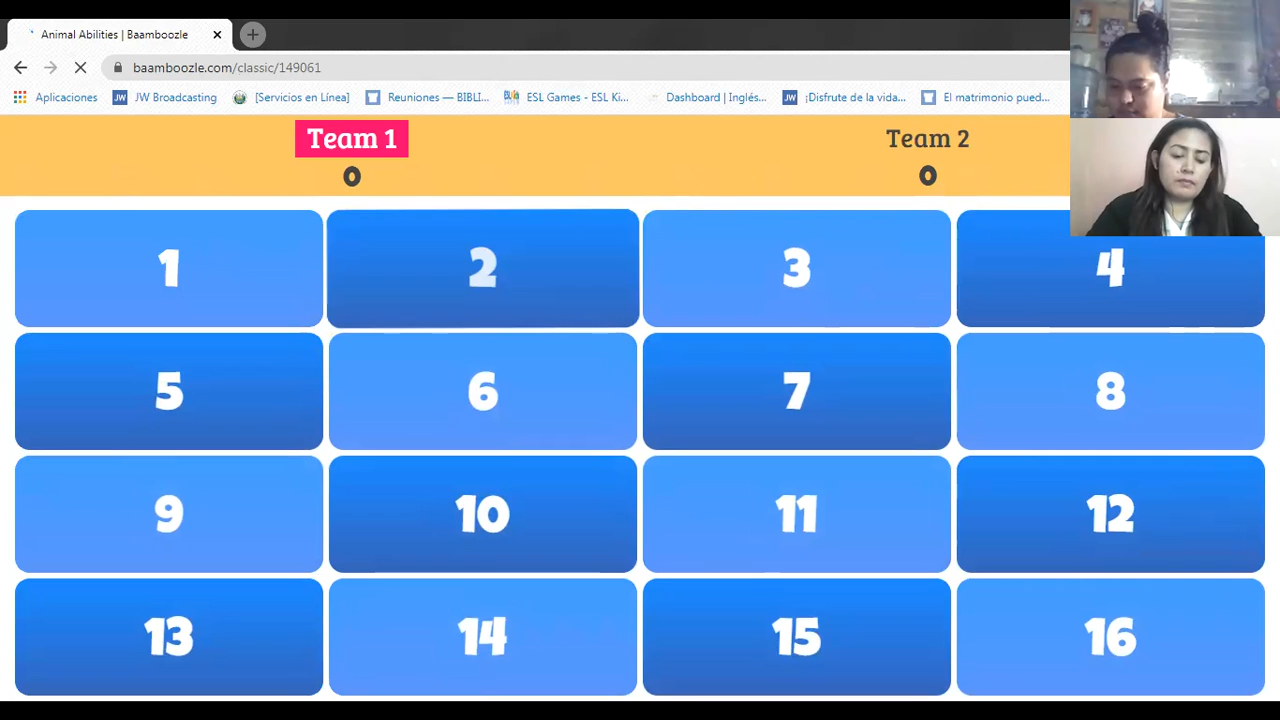 Animal Abilities | Baamboozle
baamboozle.com/classic/149061
Aplicaciones JW JW Broadcasting [Servicios en Línea] Reuniones — BIBLI... ESL Games - ESL Ki... Dashboard | Inglés... JW ¡Disfrute de la vida... El matrimonio pued...
Team 1 Team 2
0 0
1 2 3 4
5 6 7 8
9 10 11 12
13 14 15 16